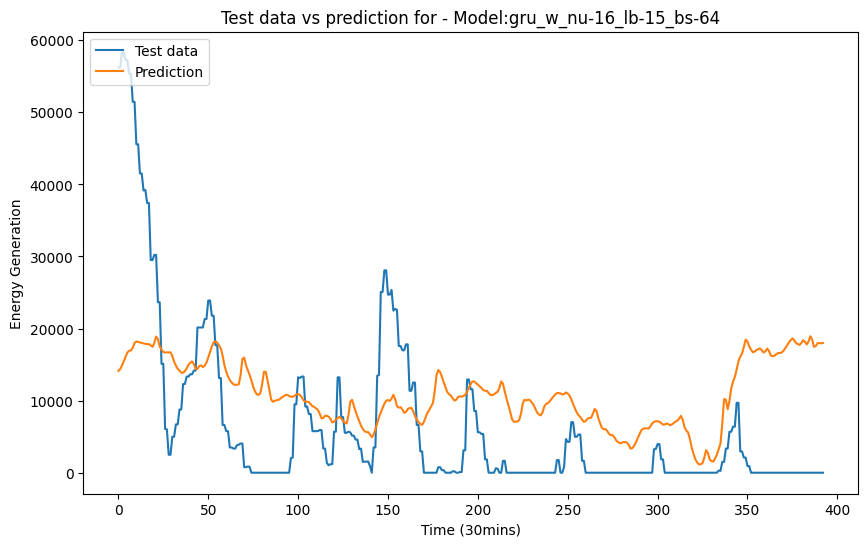 Test data vs prediction for - Model:gru_w_nu-16_lb-15_bs-64
60000
50000
40000
30000
20000
10000
0
Energy Generation
Test data
Prediction
0 50 100 150 200 250 300 350 400
Time (30mins)